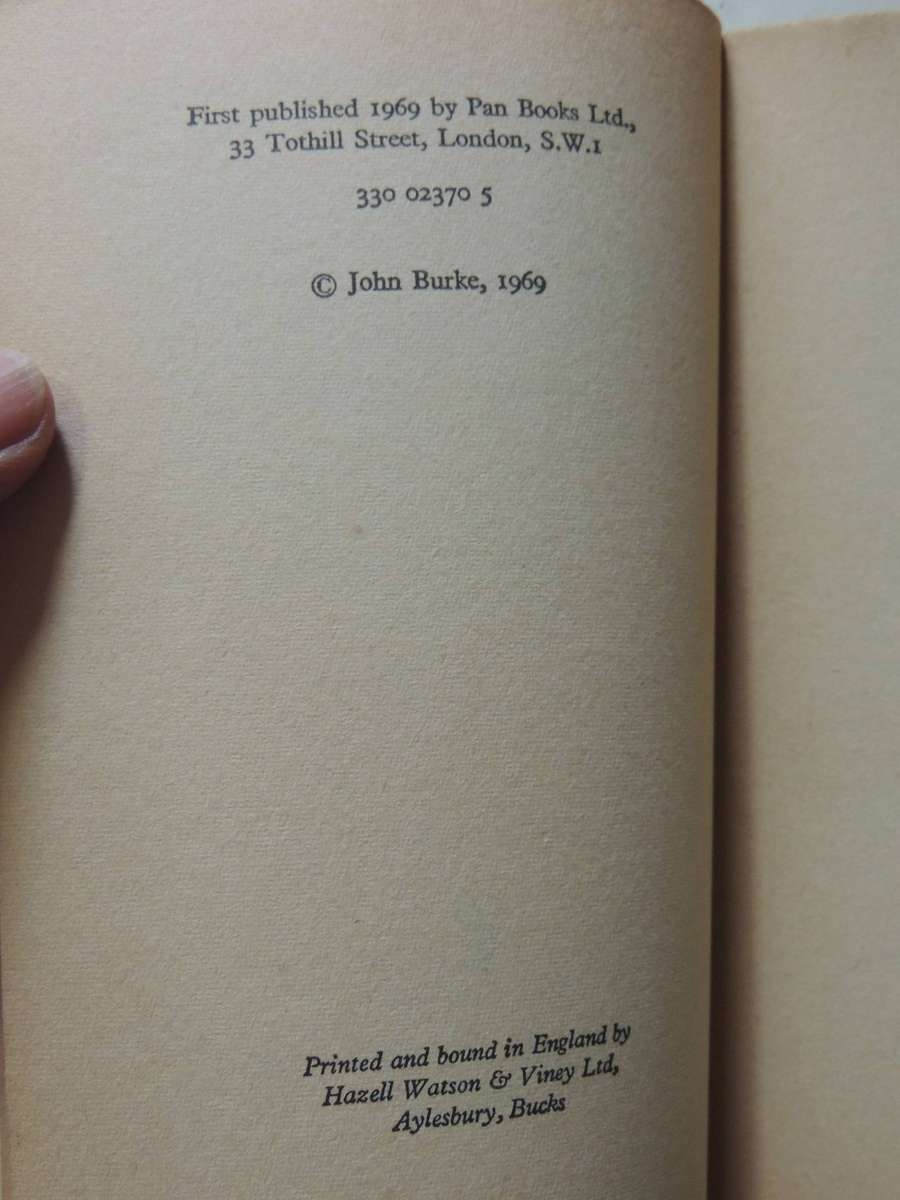 First published 1969 by Pan Books Ltd.,
33 Tothill Street, London, S.W.1
330 02370 5
© John Burke, 1969
Printed and bound in England by
Hazell Watson & Viney Ltd,
Aylesbury, Bucks